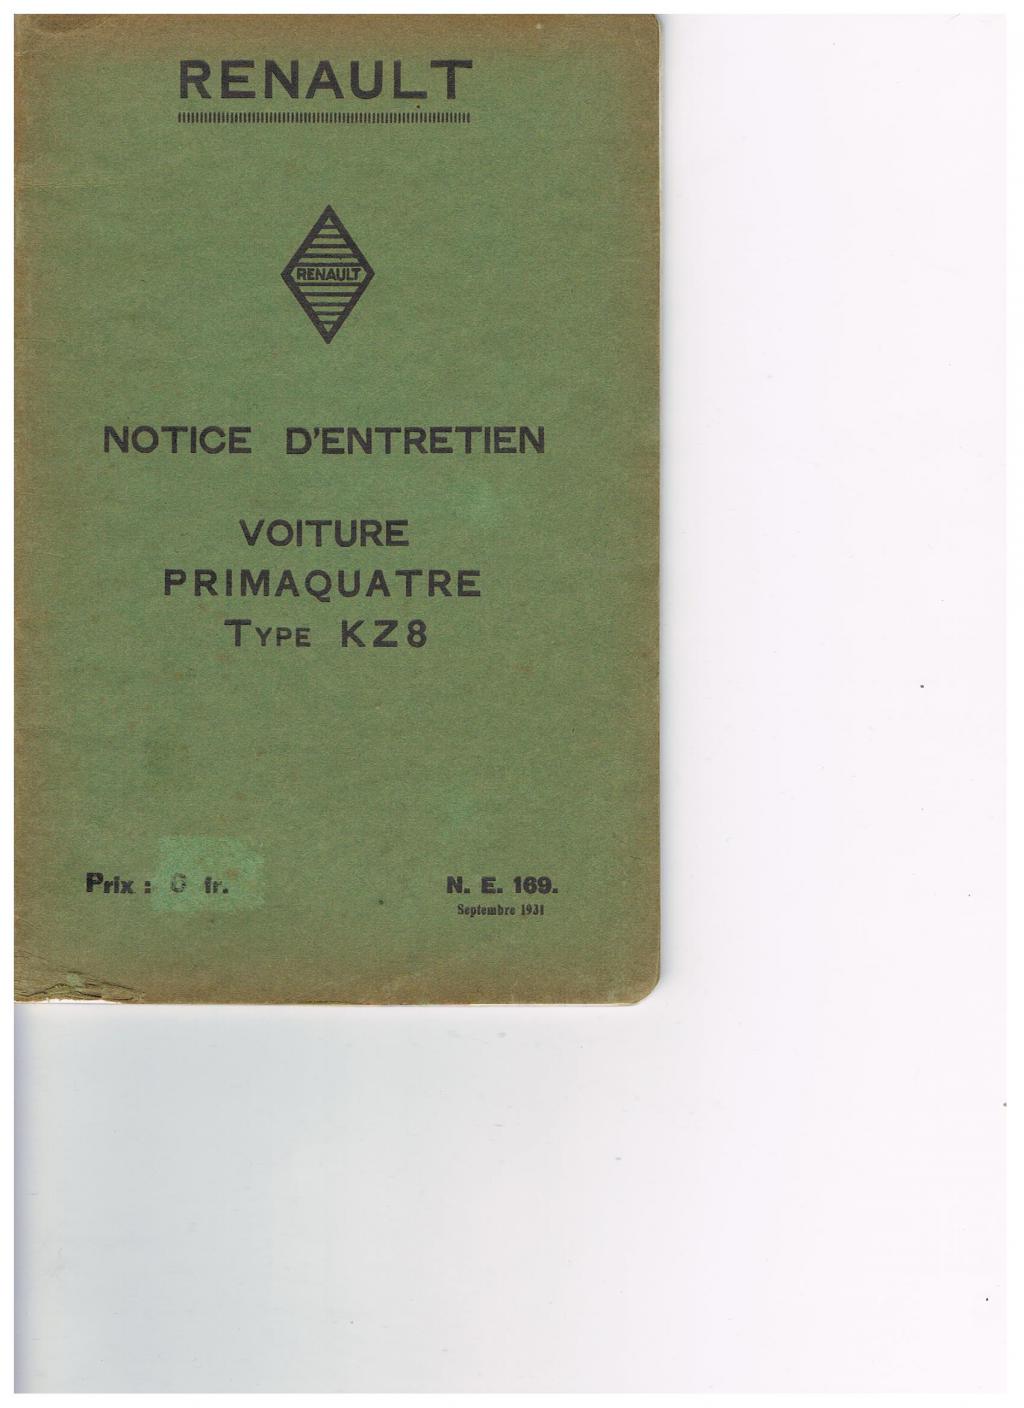 RENAULT
RENAULT
NOTICE D'ENTRETIEN
VOITURE
PRIMAQUATRE
TYPE KZ8
Prix : 6 fr.
N. E. 169.
Septembre 1931